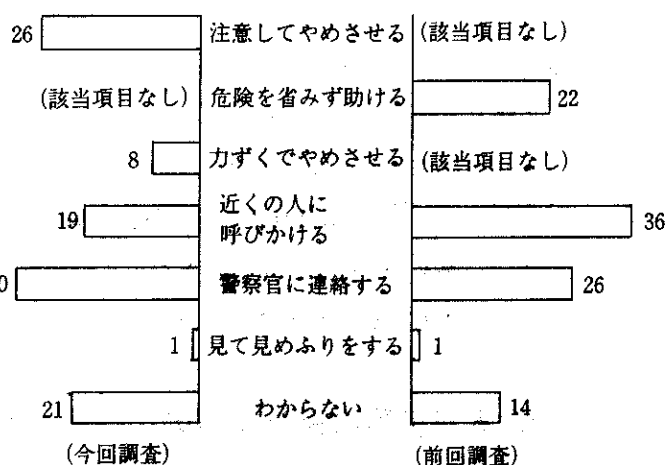 26 注意してやめさせる (該当項目なし)
(該当項目なし) 危険を省みず助ける 22
8 力ずくでやめさせる (該当項目なし)
19 近くの人に
呼びかける 36
0 警察官に連絡する 26
1 見て見めふりをする 1
21 わからない 14
(今回調査) (前回調査)